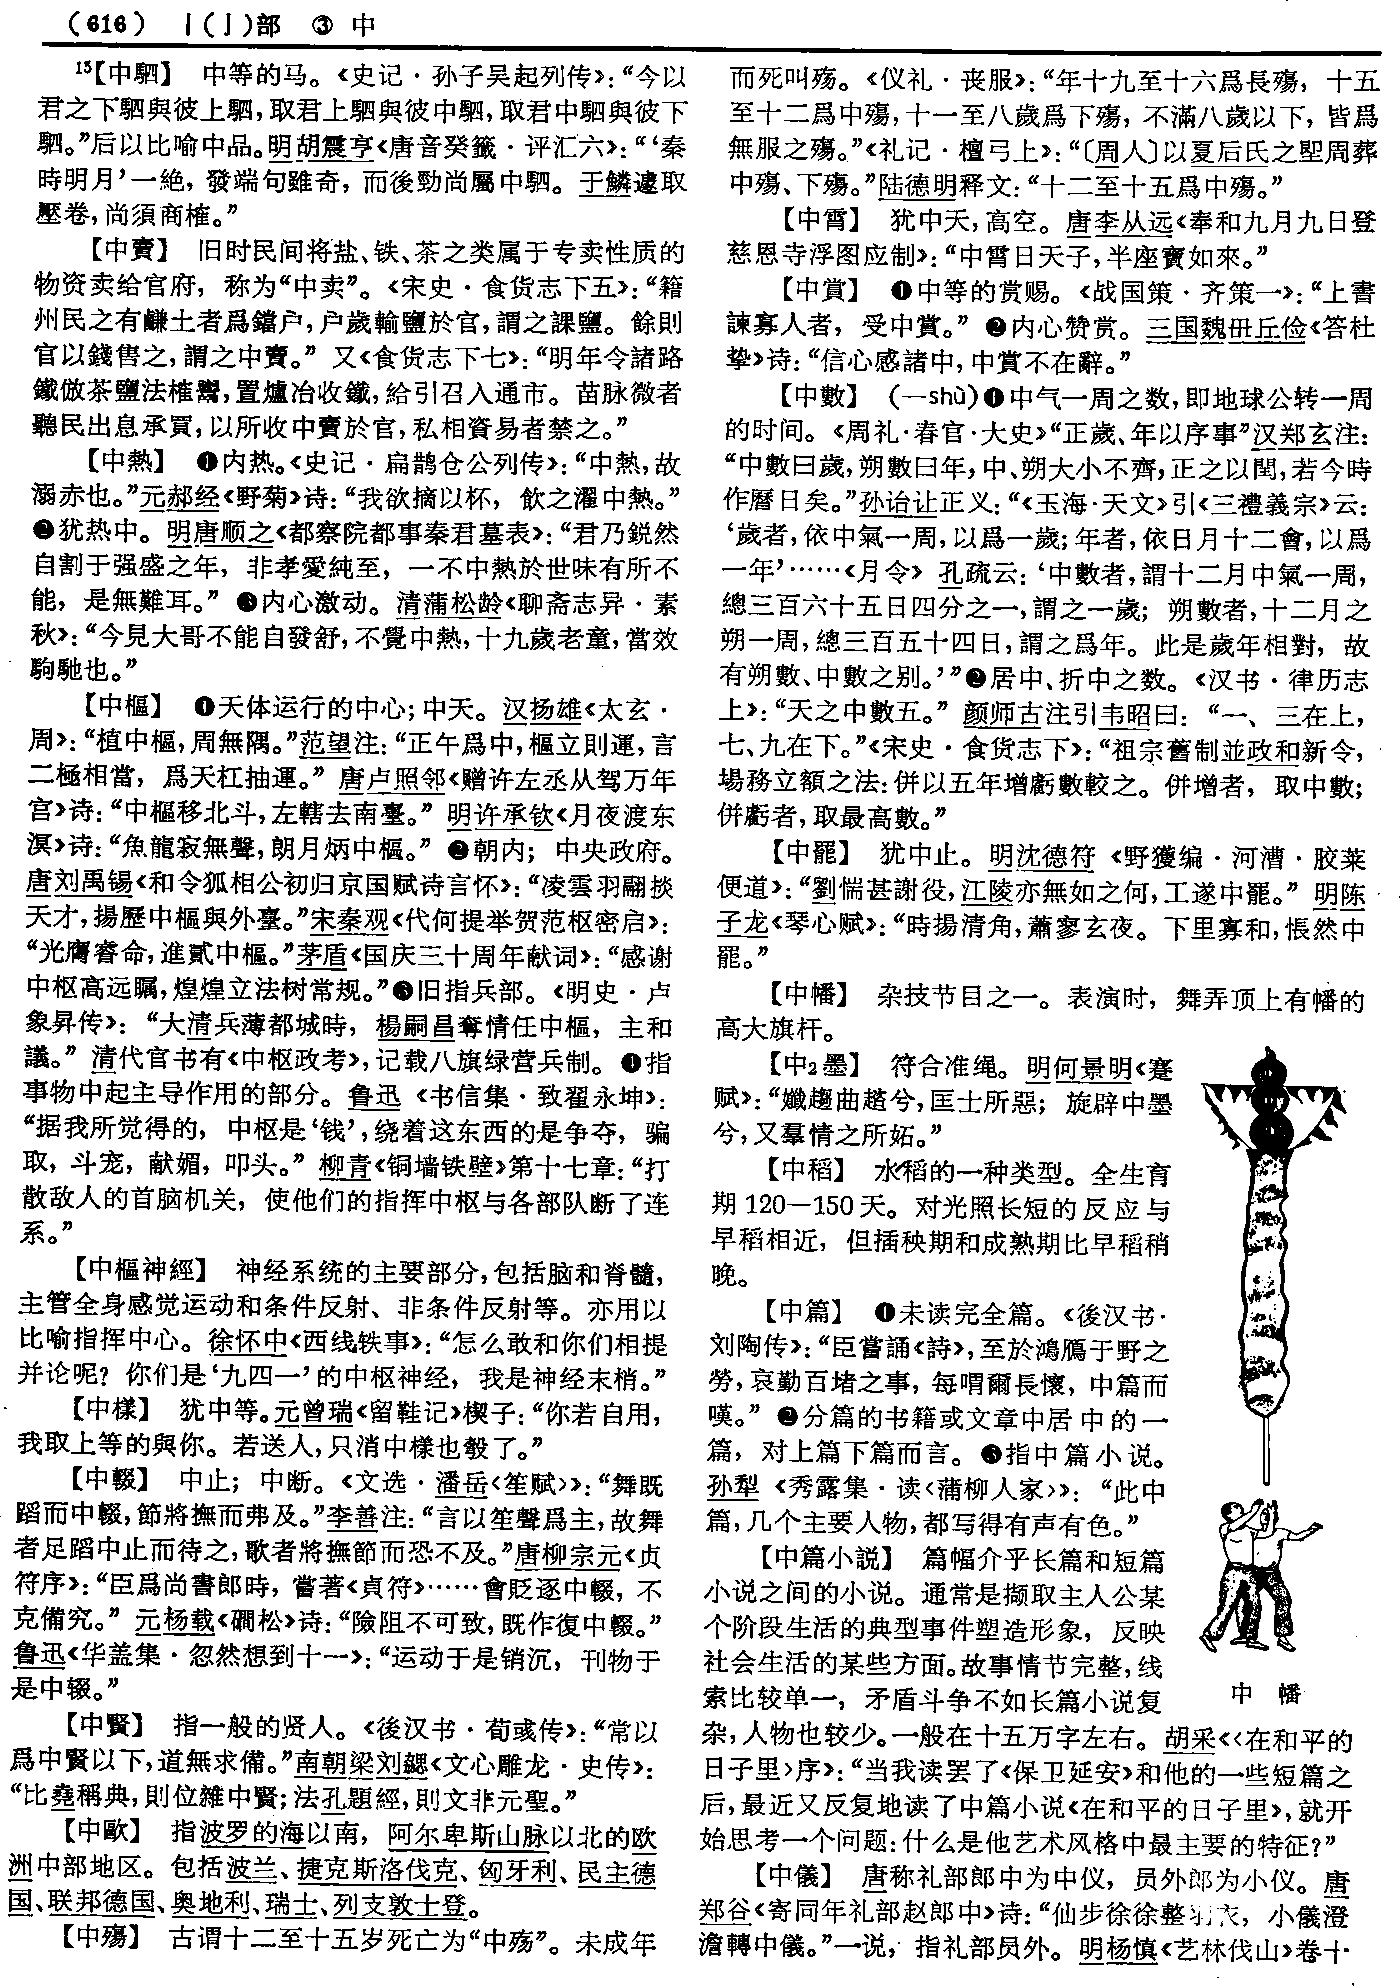 （616） 丨(亅)部 ③ 中
15【中駟】 中等的马。《史记·孙子吴起列传》：“今以
君之下駟與彼上駟，取君上駟與彼中駟，取君中駟與彼下
駟。”后以比喻中品。明胡震亨《唐音癸籤·评汇六》：“‘秦
時明月’一絶，發端句雖奇，而後勁尚屬中駟。于鱗遽取
壓卷，尚須商榷。”
【中賣】 旧时民间将盐、铁、茶之类属于专卖性质的
物资卖给官府，称为“中卖”。《宋史·食货志下五》：“籍
州民之有鹻土者爲鐺户，户歲輸鹽於官，謂之課鹽。餘則
官以錢售之，謂之中賣。”又《食货志下七》：“明年令諸路
鐵倣茶鹽法榷鬻，置爐冶收鐵，給引召人通市。苗脉微者
聽民出息承買，以所收中賣於官，私相貿易者禁之。”
【中熱】 ❶内热。《史记·扁鹊仓公列传》：“中熱，故
溺赤也。”元郝经《野菊》诗：“我欲摘以杯，飲之濯中熱。”
❷犹热中。明唐顺之《都察院都事秦君墓表》：“君乃鋭然
自割于强盛之年，非孝愛純至，一不中熱於世味有所不
能，是無難耳。”❸内心激动。清蒲松龄《聊斋志异·素
秋》：“今見大哥不能自發舒，不覺中熱，十九歲老童，當效
駒馳也。”
【中樞】 ❶天体运行的中心；中天。汉扬雄《太玄·
周》：“植中樞，周無隅。”范望注：“正午爲中，樞立則運，言
二極相當，爲天杠抽運。”唐卢照邻《赠许左丞从驾万年
宫》诗：“中樞移北斗，左轄去南臺。”明许承钦《月夜渡东
溟》诗：“魚龍寂無聲，朗月炳中樞。”❷朝内；中央政府。
唐刘禹锡《和令狐相公初归京国赋诗言怀》：“凌雲羽翮掞
天才，揚歷中樞與外臺。”宋秦观《代何提举贺范枢密启》：
“光膺睿命，進貳中樞。”茅盾《国庆三十周年献词》：“感谢
中枢高远瞩，煌煌立法树常规。”❸旧指兵部。《明史·卢
象昇传》：“大清兵薄都城時，楊嗣昌奪情任中樞，主和
議。”清代官书有《中枢政考》，记载八旗绿营兵制。❹指
事物中起主导作用的部分。鲁迅《书信集·致翟永坤》：
“据我所觉得的，中枢是‘钱’，绕着这东西的是争夺，骗
取，斗宠，献媚，叩头。”柳青《铜墙铁壁》第十七章：“打
散敌人的首脑机关，使他们的指挥中枢与各部队断了连
系。”
【中樞神經】 神经系统的主要部分，包括脑和脊髓，
主管全身感觉运动和条件反射、非条件反射等。亦用以
比喻指挥中心。徐怀中《西线轶事》：“怎么敢和你们相提
并论呢？你们是‘九四一’的中枢神经，我是神经末梢。”
【中樣】 犹中等。元曾瑞《留鞋记》楔子：“你若自用，
我取上等的與你。若送人，只消中樣也彀了。”
【中輟】 中止；中断。《文选·潘岳〈笙赋〉》：“舞既
蹈而中輟，節將撫而弗及。”李善注：“言以笙聲爲主，故舞
者足蹈中止而待之，歌者將撫節而恐不及。”唐柳宗元《贞
符序》：“臣爲尚書郎時，嘗著《貞符》……會貶逐中輟，不
克備究。”元杨载《磵松》诗：“險阻不可致，既作復中輟。”
鲁迅《华盖集·忽然想到十一》：“运动于是销沉，刊物于
是中辍。”
【中賢】 指一般的贤人。《後汉书·荀彧传》：“常以
爲中賢以下，道無求備。”南朝梁刘勰《文心雕龙·史传》：
“比堯稱典，則位雜中賢；法孔題經，則文非元聖。”
【中歐】 指波罗的海以南，阿尔卑斯山脉以北的欧
洲中部地区。包括波兰、捷克斯洛伐克、匈牙利、民主德
国、联邦德国、奥地利、瑞士、列支敦士登。
【中殤】 古谓十二至十五岁死亡为“中殇”。未成年
而死叫殇。《仪礼·丧服》：“年十九至十六爲長殤，十五
至十二爲中殤，十一至八歲爲下殤，不滿八歲以下，皆爲
無服之殤。”《礼记·檀弓上》：“〔周人〕以夏后氏之堲周葬
中殤、下殤。”陆德明释文：“十二至十五爲中殤。”
【中霄】 犹中天，高空。唐李从远《奉和九月九日登
慈恩寺浮图应制》：“中霄日天子，半座寶如來。”
【中賞】 ❶中等的赏赐。《战国策·齐策一》：“上書
諫寡人者，受中賞。”❷内心赞赏。三国魏毌丘俭《答杜
挚》诗：“信心感諸中，中賞不在辭。”
【中數】 （一shù）❶中气一周之数，即地球公转一周
的时间。《周礼·春官·大史》“正歲、年以序事”汉郑玄注：
“中數曰歲，朔數曰年，中、朔大小不齊，正之以閏，若今時
作曆日矣。”孙诒让正义：“《玉海·天文》引《三禮義宗》云：
‘歲者，依中氣一周，以爲一歲；年者，依日月十二會，以爲
一年’……《月令》孔疏云：‘中數者，謂十二月中氣一周，
總三百六十五日四分之一，謂之一歲；朔數者，十二月之
朔一周，總三百五十四日，謂之爲年。此是歲年相對，故
有朔數、中數之别。’”❷居中、折中之数。《汉书·律历志
上》：“天之中數五。”颜师古注引韦昭曰：“一、三在上，
七、九在下。”《宋史·食货志下》：“祖宗舊制並政和新令，
場務立額之法：併以五年增虧數較之。併增者，取中數；
併虧者，取最高數。”
【中罷】 犹中止。明沈德符《野獲编·河漕·胶莱
便道》：“劉惴甚謝役，江陵亦無如之何，工遂中罷。”明陈
子龙《琴心赋》：“時揚清角，蕭寥玄夜。下里寡和，悵然中
罷。”
【中幡】 杂技节目之一。表演时，舞弄顶上有幡的
高大旗杆。
【中2墨】 符合准绳。明何景明《蹇
赋》：“孅趨曲趦兮，匡士所惡；旋辟中墨
兮，又羣情之所妬。”
【中稻】 水稻的一种类型。全生育
期120—150天。对光照长短的反应与
早稻相近，但插秧期和成熟期比早稻稍
晚。
【中篇】 ❶未读完全篇。《後汉书·
刘陶传》：“臣嘗誦《詩》，至於鴻鴈于野之
勞，哀勤百堵之事，每喟爾長懷，中篇而
嘆。”❷分篇的书籍或文章中居中的一
篇，对上篇下篇而言。❸指中篇小说。
孙犁《秀露集·读〈蒲柳人家〉》：“此中
篇，几个主要人物，都写得有声有色。”
【中篇小説】 篇幅介乎长篇和短篇
小说之间的小说。通常是撷取主人公某
个阶段生活的典型事件塑造形象，反映
社会生活的某些方面。故事情节完整，线
索比较单一，矛盾斗争不如长篇小说复
中 幡
杂，人物也较少。一般在十五万字左右。胡采《〈在和平的
日子里〉序》：“当我读罢了《保卫延安》和他的一些短篇之
后，最近又反复地读了中篇小说《在和平的日子里》，就开
始思考一个问题：什么是他艺术风格中最主要的特征？”
【中儀】 唐称礼部郎中为中仪，员外郎为小仪。唐
郑谷《寄同年礼部赵郎中》诗：“仙步徐徐整羽衣，小儀澄
澹轉中儀。”一说，指礼部员外。明杨慎《艺林伐山》卷十